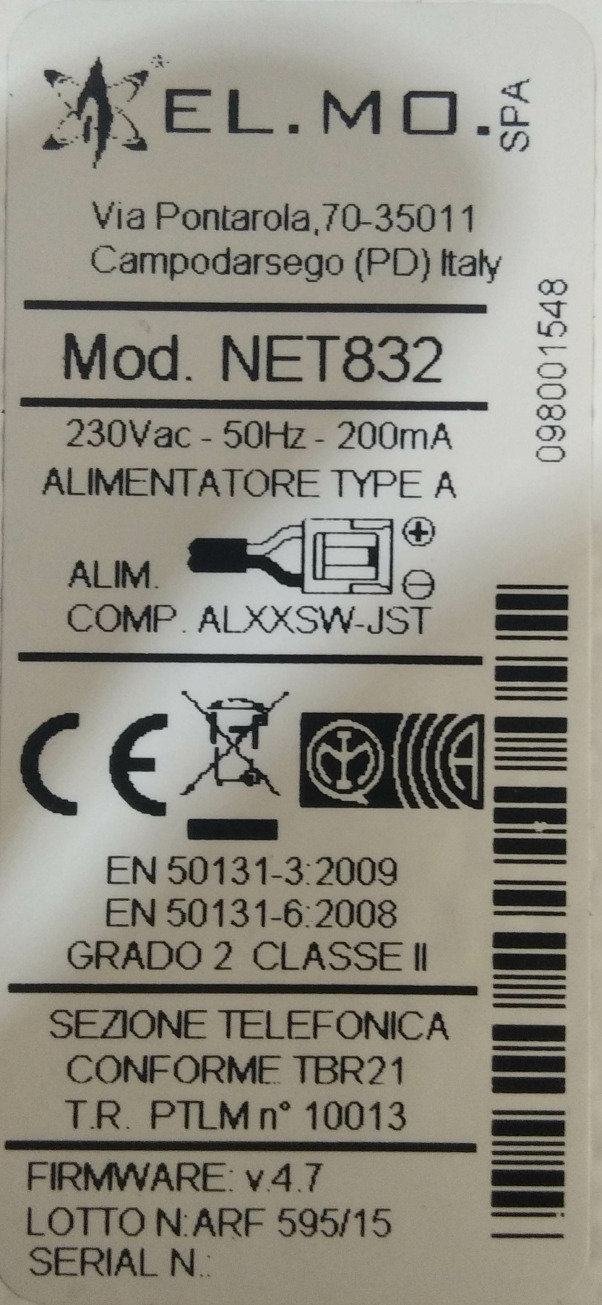 EL.MO. SPA
Via Pontarola,70-35011
Campodarsego (PD) Italy
Mod. NET832
098001548
230Vac - 50Hz - 200mA
ALIMENTATORE TYPE A
ALIM.
COMP. ALXXSW-JST
CE
EN 50131-3:2009
EN 50131-6:2008
GRADO 2 CLASSE II
SEZIONE TELEFONICA
CONFORME TBR21
T.R. PTLM n° 10013
FIRMWARE: v.4.7
LOTTO N:ARF 595/15
SERIAL N.: